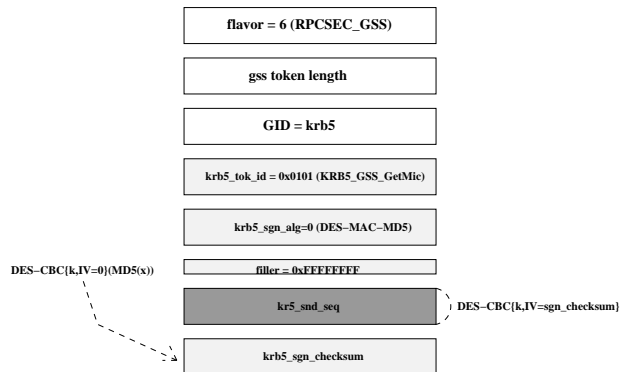 flavor = 6 (RPCSEC_GSS)
gss token length
GID = krb5
krb5_tok_id = 0x0101 (KRB5_GSS_GetMic)
krb5_sgn_alg=0 (DES−MAC−MD5)
DES−CBC{k,IV=0}(MD5(x))
filler = 0xFFFFFFFF
kr5_snd_seq
DES−CBC{k,IV=sgn_checksum}
krb5_sgn_checksum